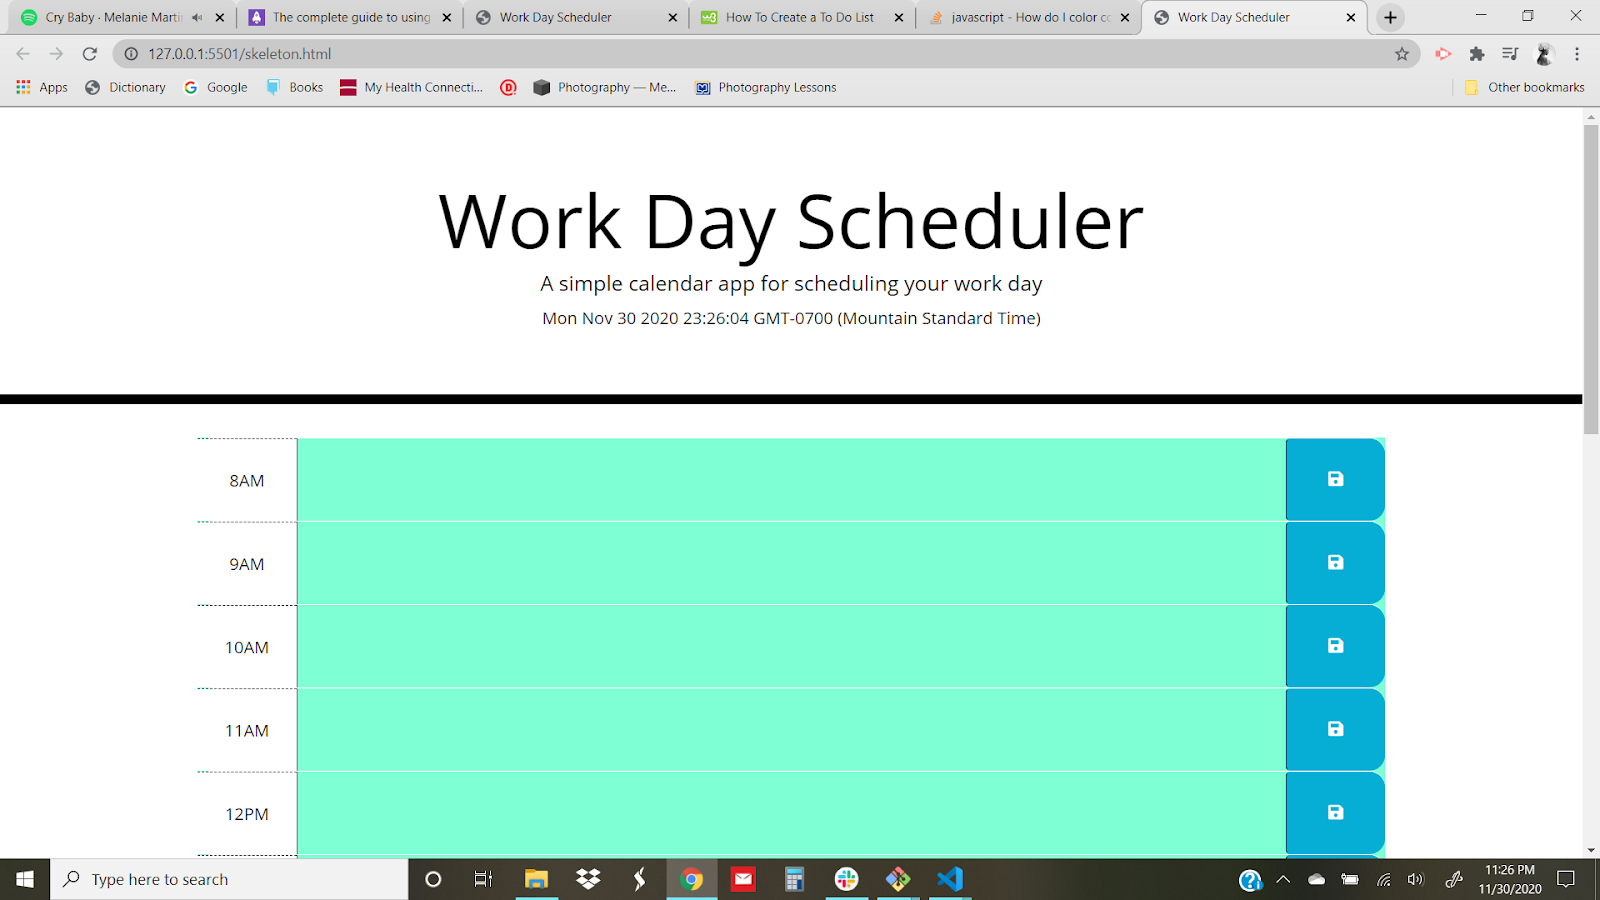 Cry Baby · Melanie Marti
The complete guide to using
Work Day Scheduler
How To Create a To Do List
javascript - How do I color co
Work Day Scheduler
127.0.0.1:5501/skeleton.html
Apps
Dictionary
Google
Books
My Health Connecti...
Photography — Me...
Photography Lessons
Other bookmarks
Work Day Scheduler
A simple calendar app for scheduling your work day
Mon Nov 30 2020 23:26:04 GMT-0700 (Mountain Standard Time)
8AM
9AM
10AM
11AM
12PM
Type here to search
11:26 PM
11/30/2020